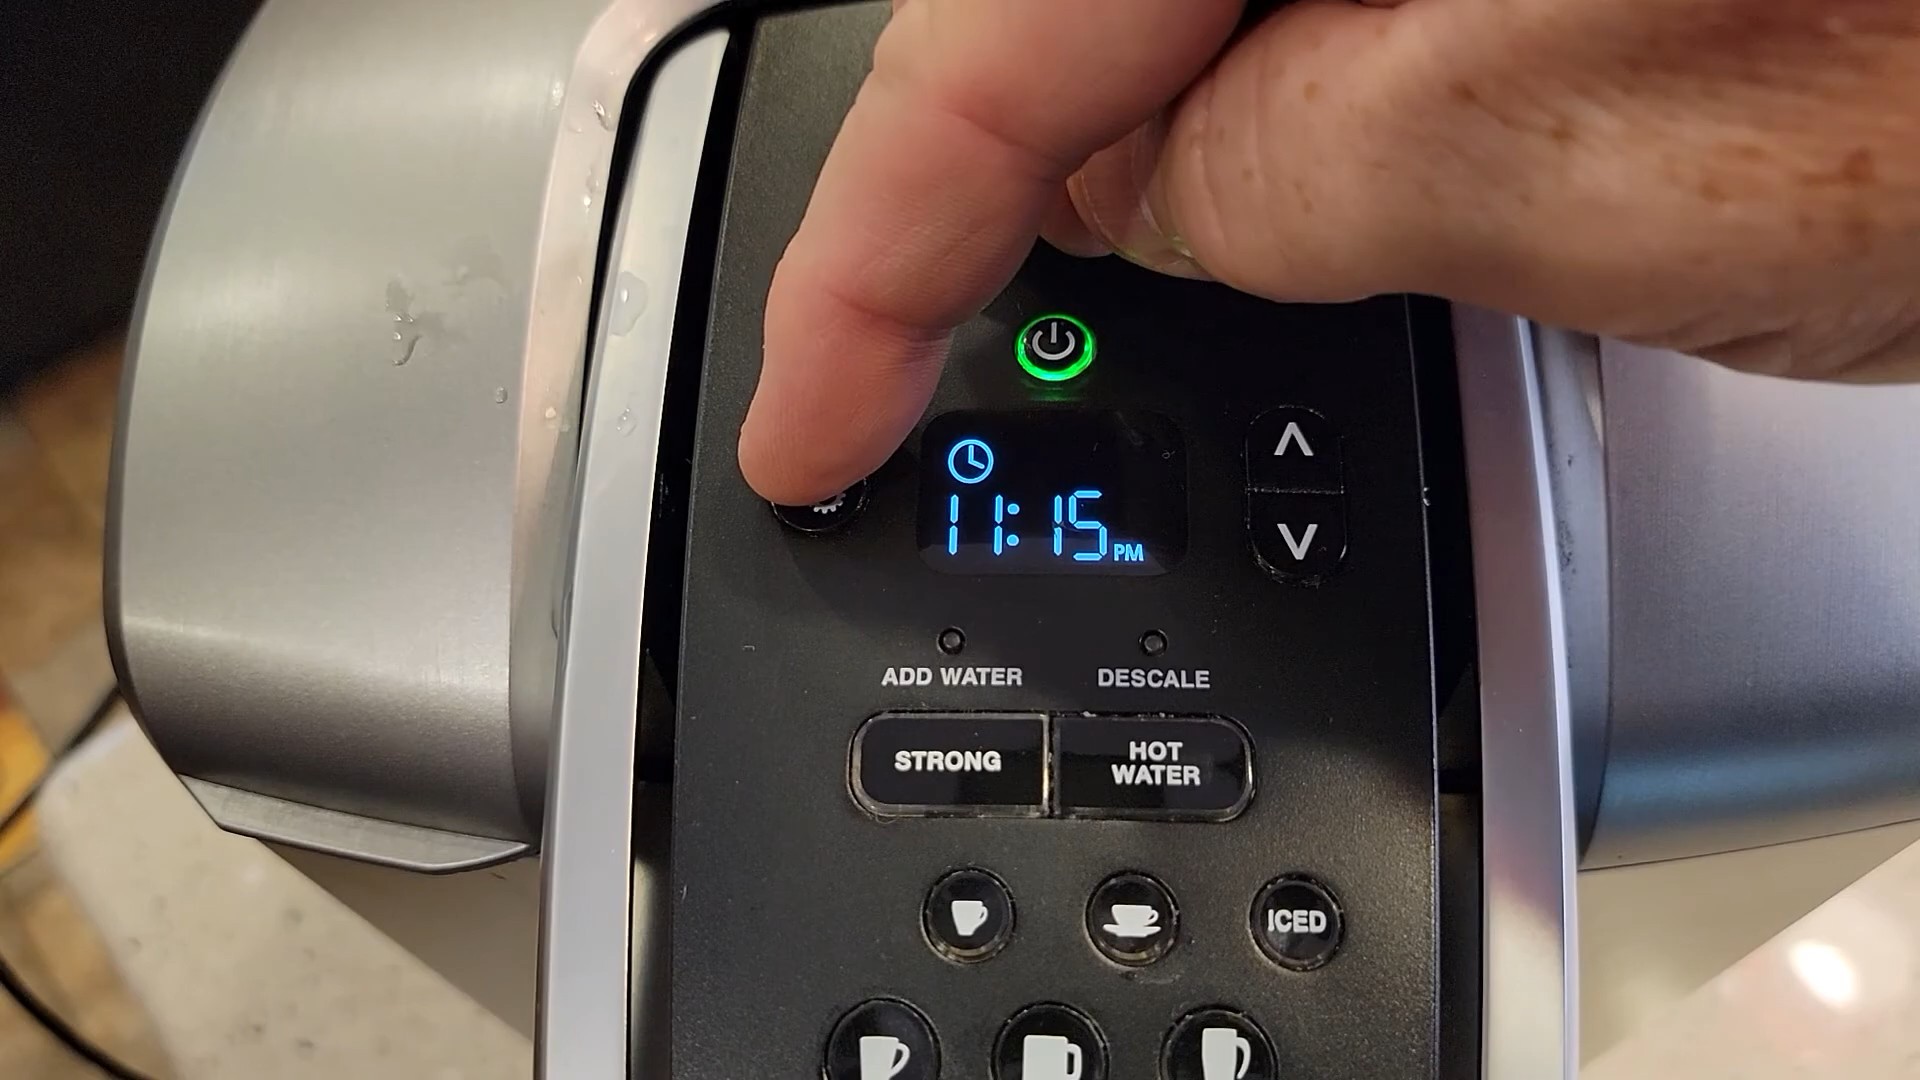 11:15 PM
ADD WATER
DESCALE
STRONG
HOT
WATER
ICED